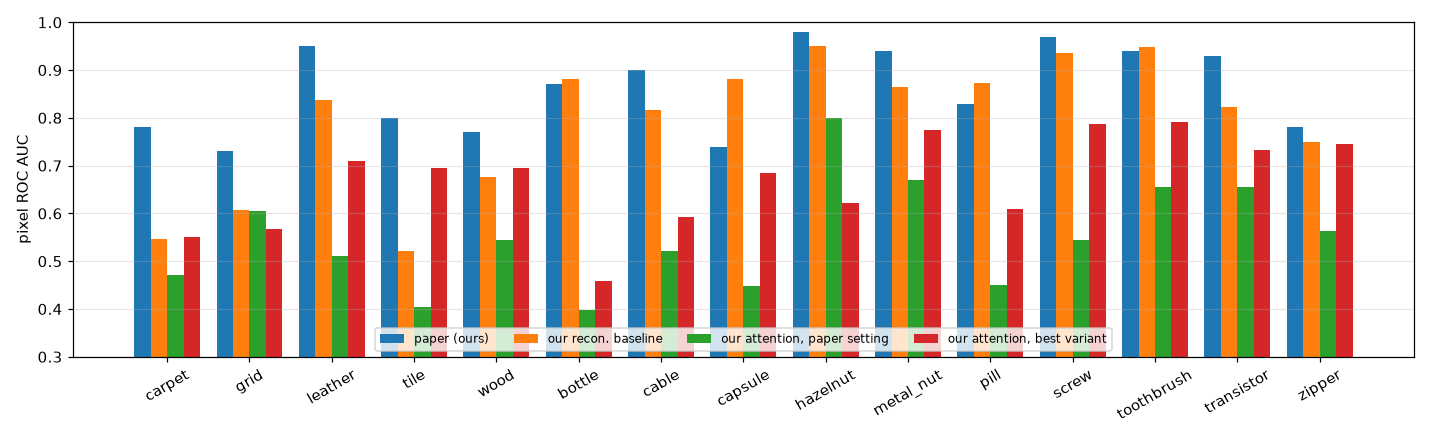 pixel ROC AUC
1.0
0.9
0.8
0.7
0.6
0.5
0.4
0.3
paper (ours) our recon. baseline our attention, paper setting our attention, best variant
carpet grid leather tile wood bottle cable capsule hazelnut metal_nut pill screw toothbrush transistor zipper